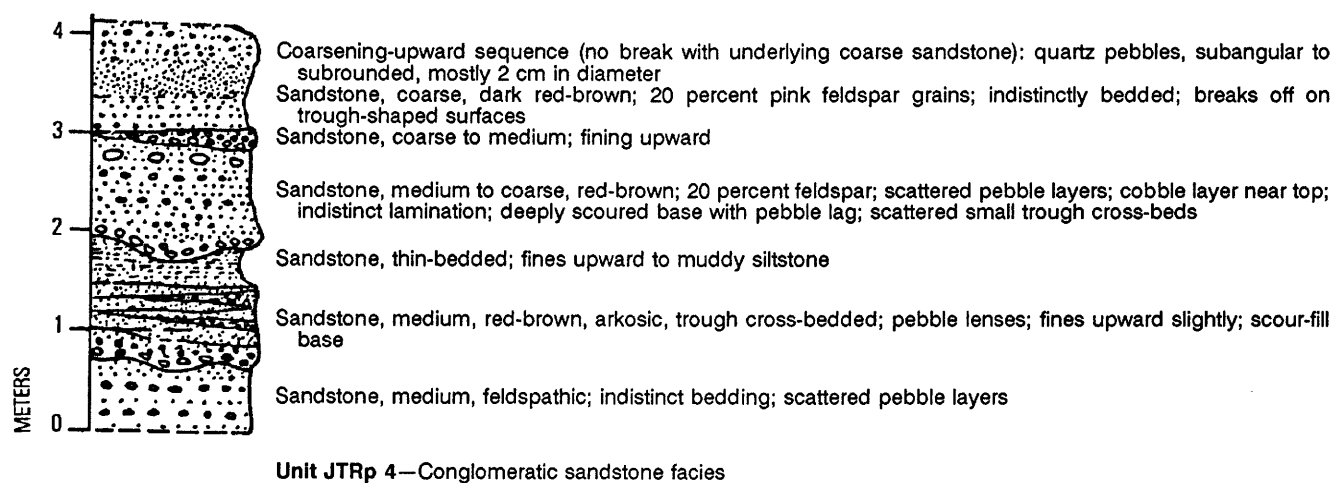 4
Coarsening-upward sequence (no break with underlying coarse sandstone): quartz pebbles, subangular to
subrounded, mostly 2 cm in diameter
Sandstone, coarse, dark red-brown; 20 percent pink feldspar grains; indistinctly bedded; breaks off on
trough-shaped surfaces
3
Sandstone, coarse to medium; fining upward
Sandstone, medium to coarse, red-brown; 20 percent feldspar; scattered pebble layers; cobble layer near top;
indistinct lamination; deeply scoured base with pebble lag; scattered small trough cross-beds
2
Sandstone, thin-bedded; fines upward to muddy siltstone
Sandstone, medium, red-brown, arkosic, trough cross-bedded; pebble lenses; fines upward slightly; scour-fill
1
base
Sandstone, medium, feldspathic; indistinct bedding; scattered pebble layers
METERS
0
Unit JTRp 4—Conglomeratic sandstone facies